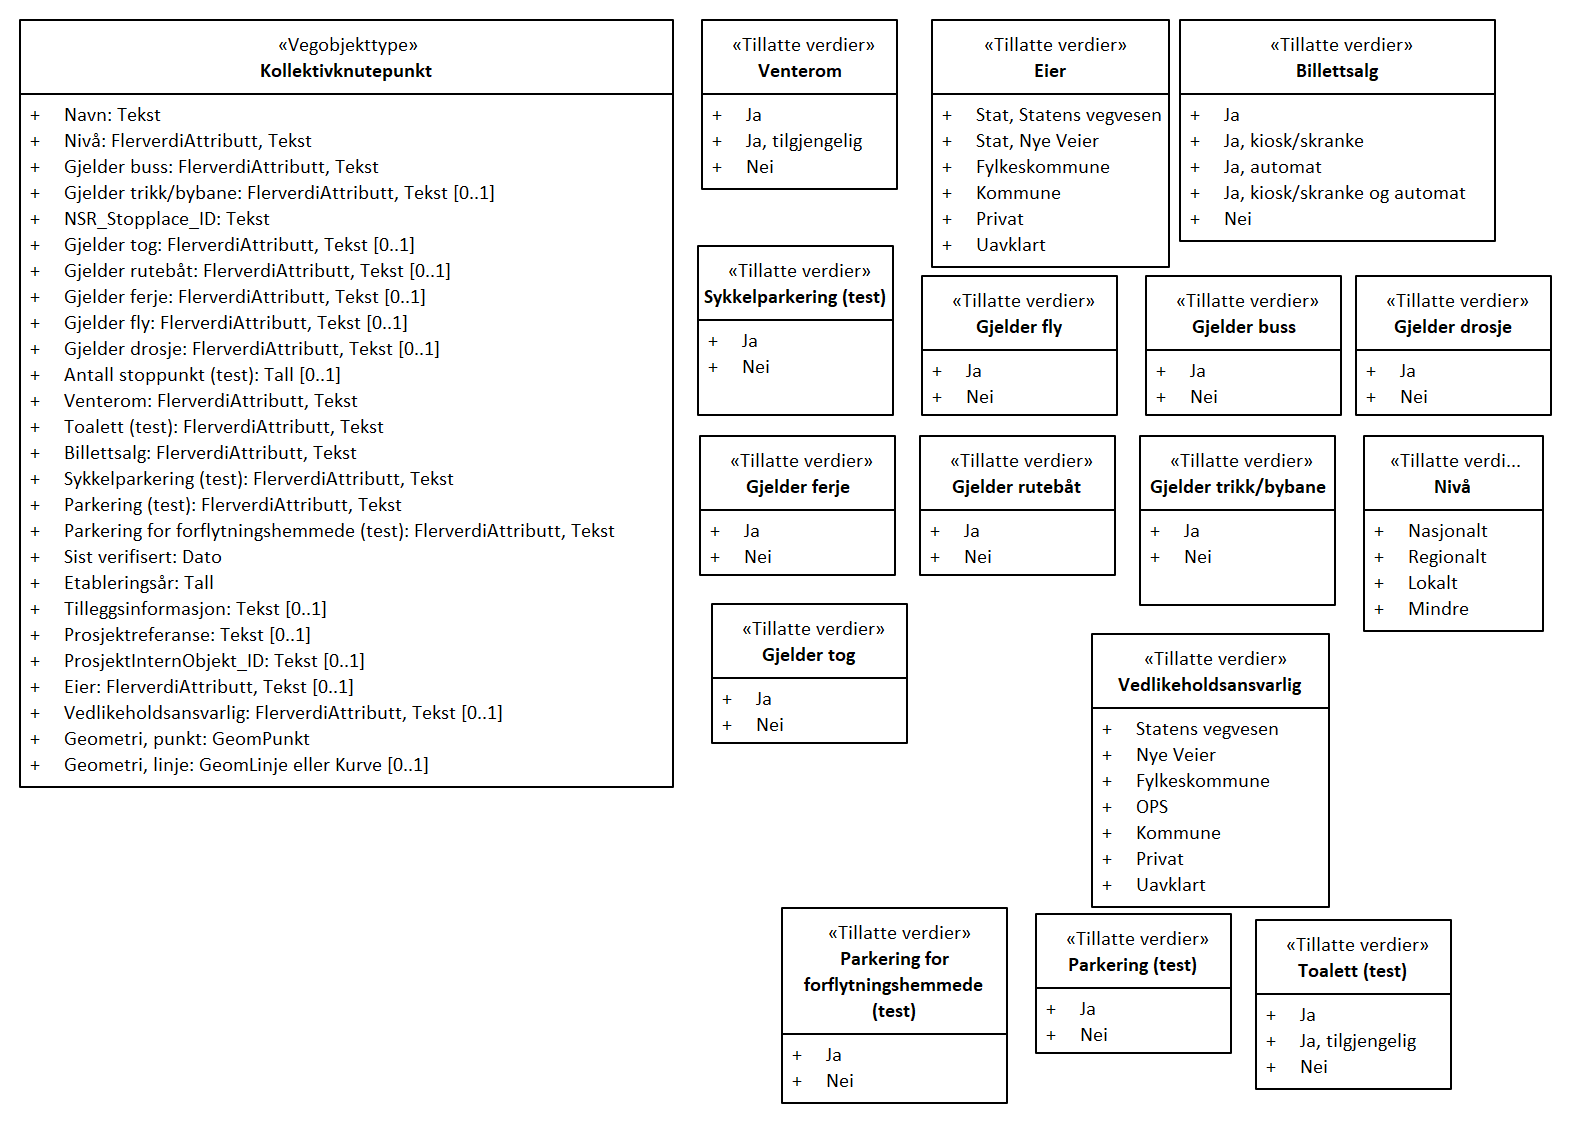 «Vegobjekttype»
Kollektivknutepunkt
+ Navn: Tekst
+ Nivå: FlerverdiAttributt, Tekst
+ Gjelder buss: FlerverdiAttributt, Tekst
+ Gjelder trikk/bybane: FlerverdiAttributt, Tekst [0..1]
+ NSR_Stopplace_ID: Tekst
+ Gjelder tog: FlerverdiAttributt, Tekst [0..1]
+ Gjelder rutebåt: FlerverdiAttributt, Tekst [0..1]
+ Gjelder ferje: FlerverdiAttributt, Tekst [0..1]
+ Gjelder fly: FlerverdiAttributt, Tekst [0..1]
+ Gjelder drosje: FlerverdiAttributt, Tekst [0..1]
+ Antall stoppunkt (test): Tall [0..1]
+ Venterom: FlerverdiAttributt, Tekst
+ Toalett (test): FlerverdiAttributt, Tekst
+ Billettsalg: FlerverdiAttributt, Tekst
+ Sykkelparkering (test): FlerverdiAttributt, Tekst
+ Parkering (test): FlerverdiAttributt, Tekst
+ Parkering for forflytningshemmede (test): FlerverdiAttributt, Tekst
+ Sist verifisert: Dato
+ Etableringsår: Tall
+ Tilleggsinformasjon: Tekst [0..1]
+ Prosjektreferanse: Tekst [0..1]
+ ProsjektInternObjekt_ID: Tekst [0..1]
+ Eier: FlerverdiAttributt, Tekst [0..1]
+ Vedlikeholdsansvarlig: FlerverdiAttributt, Tekst [0..1]
+ Geometri, punkt: GeomPunkt
+ Geometri, linje: GeomLinje eller Kurve [0..1]
«Tillatte verdier»
Venterom
+ Ja
+ Ja, tilgjengelig
+ Nei
«Tillatte verdier»
Eier
+ Stat, Statens vegvesen
+ Stat, Nye Veier
+ Fylkeskommune
+ Kommune
+ Privat
+ Uavklart
«Tillatte verdier»
Billettsalg
+ Ja
+ Ja, kiosk/skranke
+ Ja, automat
+ Ja, kiosk/skranke og automat
+ Nei
«Tillatte verdier»
Sykkelparkering (test)
+ Ja
+ Nei
«Tillatte verdier»
Gjelder fly
+ Ja
+ Nei
«Tillatte verdier»
Gjelder buss
+ Ja
+ Nei
«Tillatte verdier»
Gjelder drosje
+ Ja
+ Nei
«Tillatte verdier»
Gjelder ferje
+ Ja
+ Nei
«Tillatte verdier»
Gjelder rutebåt
+ Ja
+ Nei
«Tillatte verdier»
Gjelder trikk/bybane
+ Ja
+ Nei
«Tillatte verdi...
Nivå
+ Nasjonalt
+ Regionalt
+ Lokalt
+ Mindre
«Tillatte verdier»
Gjelder tog
+ Ja
+ Nei
«Tillatte verdier»
Vedlikeholdsansvarlig
+ Statens vegvesen
+ Nye Veier
+ Fylkeskommune
+ OPS
+ Kommune
+ Privat
+ Uavklart
«Tillatte verdier»
Parkering for
forflytningshemmede
(test)
+ Ja
+ Nei
«Tillatte verdier»
Parkering (test)
+ Ja
+ Nei
«Tillatte verdier»
Toalett (test)
+ Ja
+ Ja, tilgjengelig
+ Nei